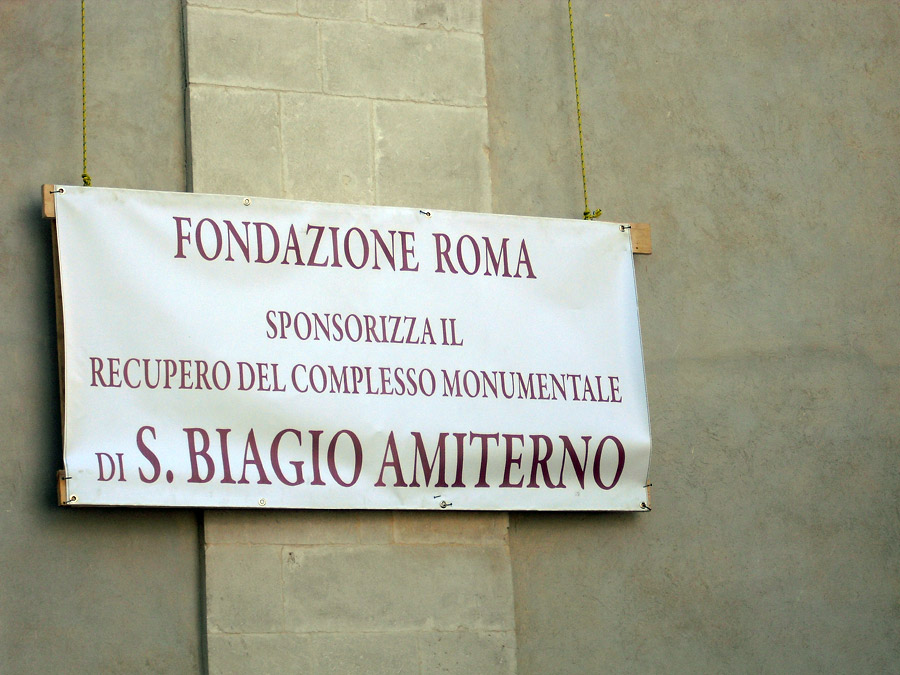 FONDAZIONE ROMA
SPONSORIZZA IL
RECUPERO DEL COMPLESSO MONUMENTALE
DI S. BIAGIO AMITERNO